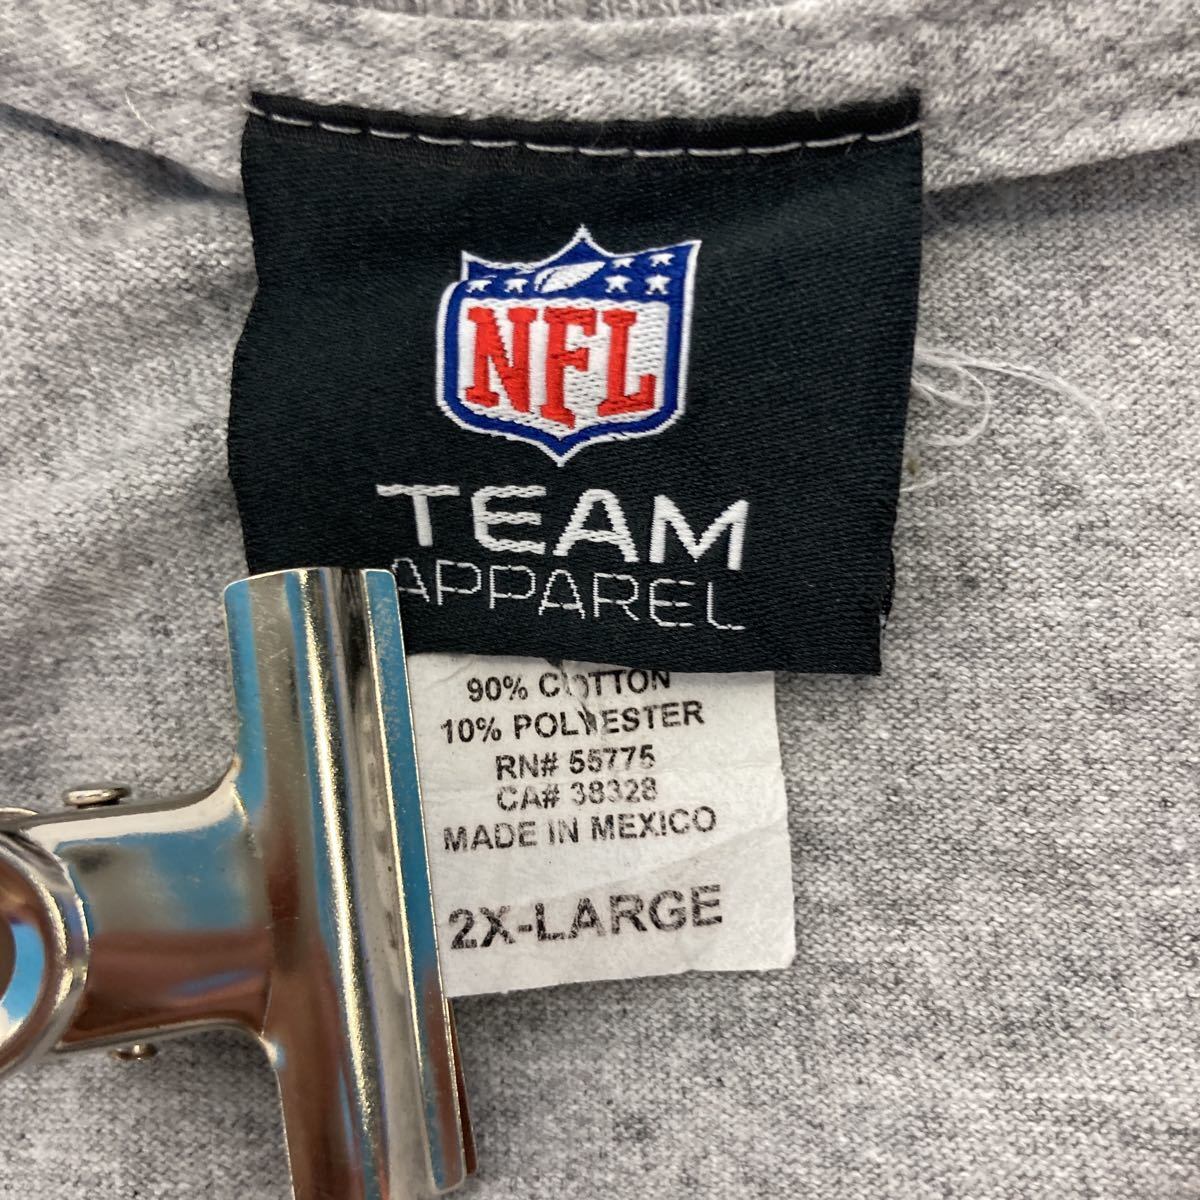 NFL
TEAM
APPAREL
90% COTTON
10% POLYESTER
RN# 55775
CA# 38328
MADE IN MEXICO
2X-LARGE